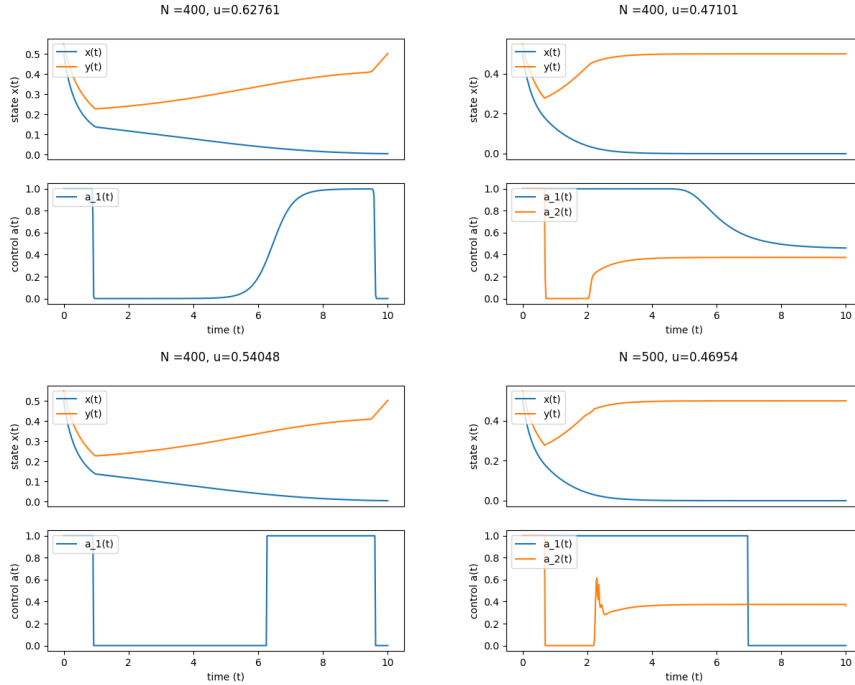 N =400, u=0.62761
state x(t)
0.5
0.4
0.3
0.2
0.1
0.0
x(t)
y(t)
control a(t)
1.0
0.8
0.6
0.4
0.2
0.0
a_1(t)
0 2 4 6 8 10
time (t)
N =400, u=0.47101
state x(t)
0.4
0.2
0.0
x(t)
y(t)
control a(t)
1.0
0.8
0.6
0.4
0.2
0.0
a_1(t)
a_2(t)
0 2 4 6 8 10
time (t)
N =400, u=0.54048
state x(t)
0.5
0.4
0.3
0.2
0.1
0.0
x(t)
y(t)
control a(t)
1.0
0.8
0.6
0.4
0.2
0.0
a_1(t)
0 2 4 6 8 10
time (t)
N =500, u=0.46954
state x(t)
0.4
0.2
0.0
x(t)
y(t)
control a(t)
1.0
0.8
0.6
0.4
0.2
0.0
a_1(t)
a_2(t)
0 2 4 6 8 10
time (t)